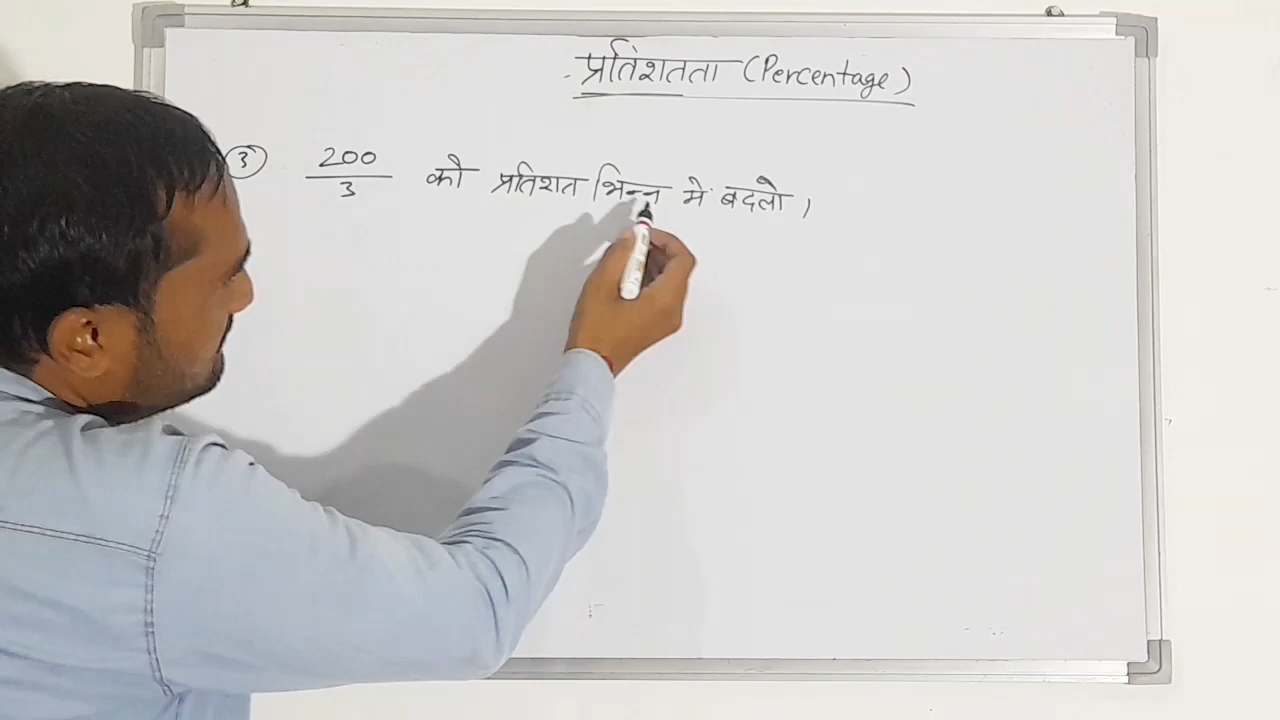 प्रतिंशतता (Percentage)
③ 200/3 को प्रतिशत भिन्न में बदलो।